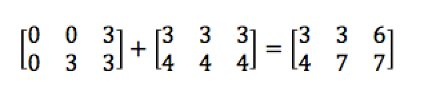 [0 0 3] + [3 3 3] = [3 3 6]
[0 3 3] [4 4 4] [4 7 7]